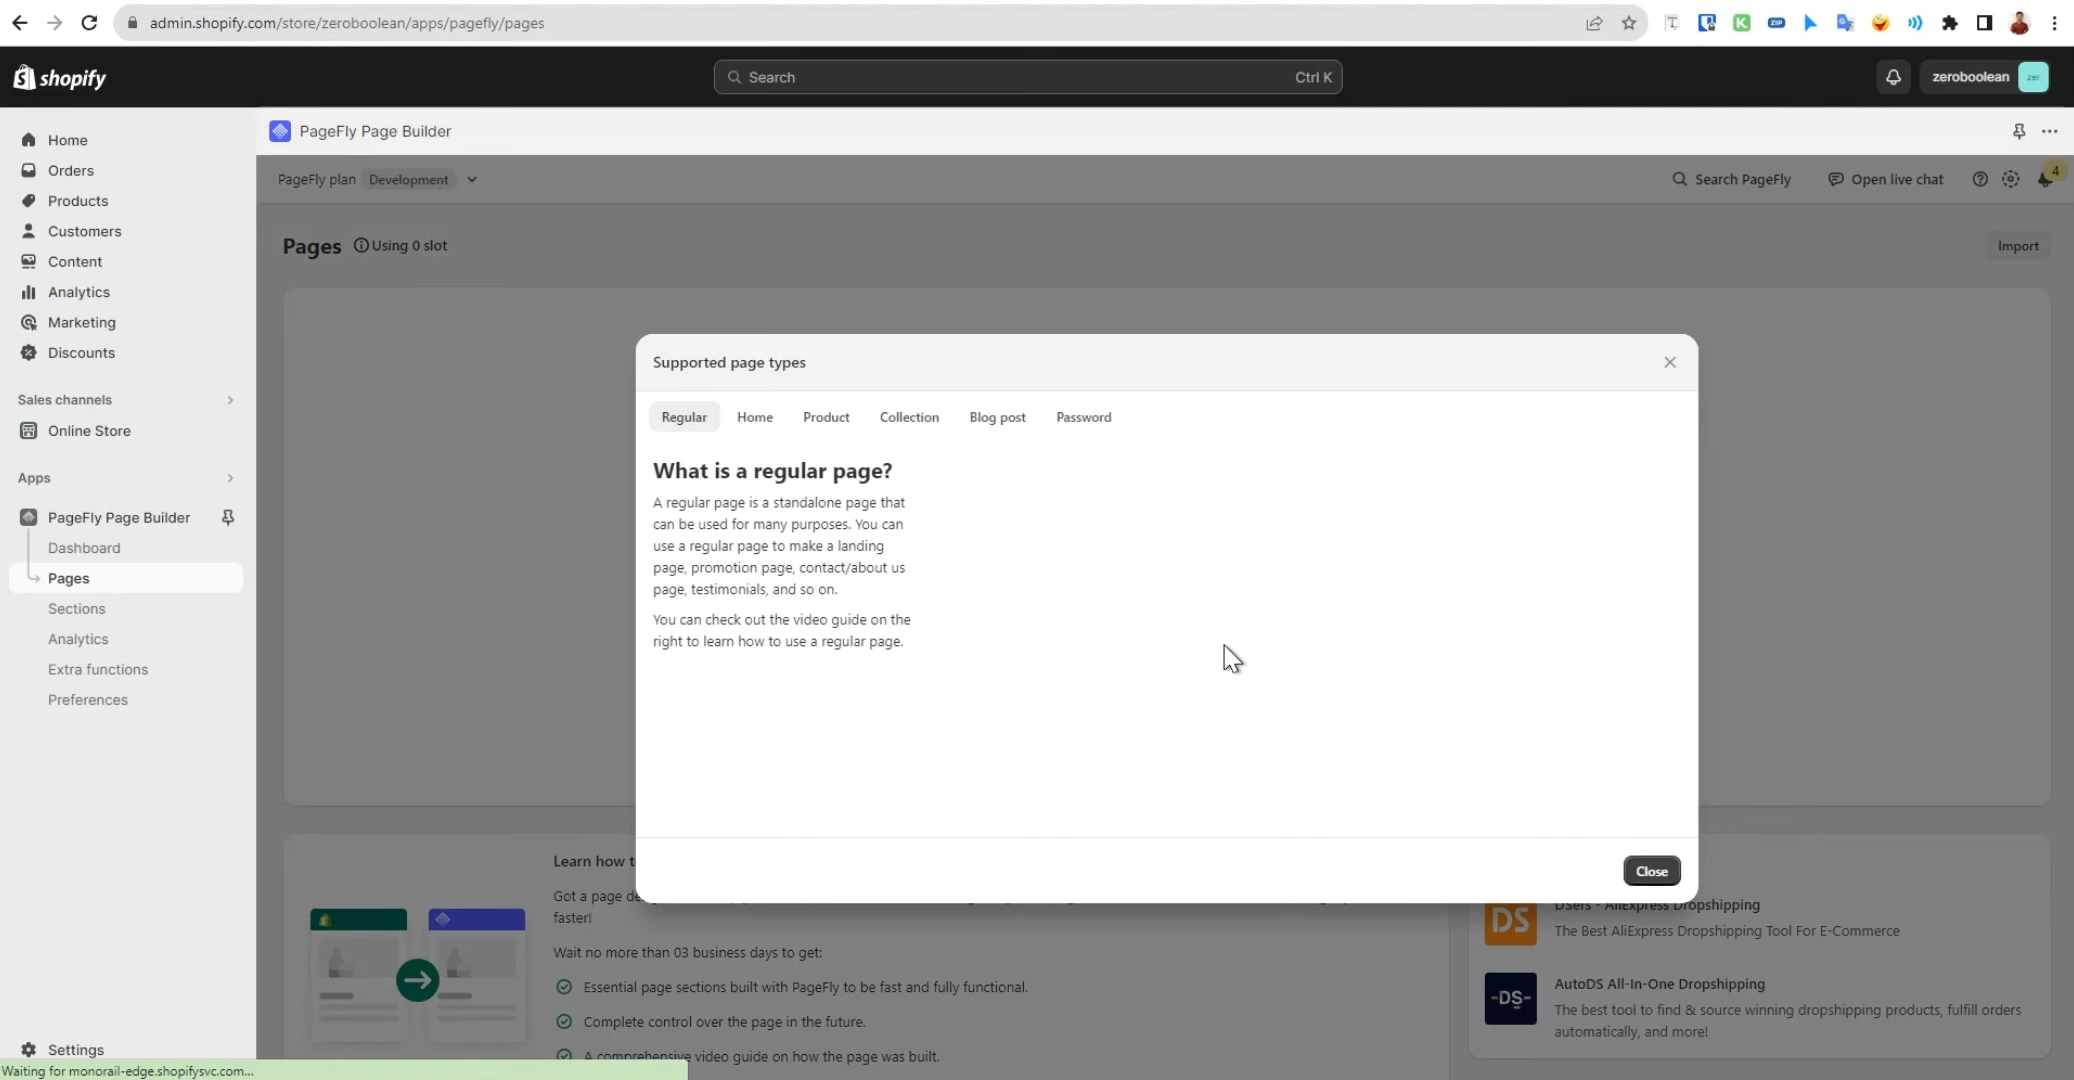 admin.shopify.com/store/zeroboolean/apps/pagefly/pages
shopify
Search
Ctrl K
zeroboolean
zer
Home
Orders
Products
Customers
Content
Analytics
Marketing
Discounts
Sales channels
Online Store
Apps
PageFly Page Builder
Dashboard
Pages
Sections
Analytics
Extra functions
Preferences
Settings
PageFly Page Builder
PageFly plan Development
Search PageFly
Open live chat
4
Pages Using 0 slot
Import
Supported page types
Regular Home Product Collection Blog post Password
What is a regular page?
A regular page is a standalone page that
can be used for many purposes. You can
use a regular page to make a landing
page, promotion page, contact/about us
page, testimonials, and so on.
You can check out the video guide on the
right to learn how to use a regular page.
Close
Learn how t
Got a page de
faster!
Wait no more than 03 business days to get:
Essential page sections built with PageFly to be fast and fully functional.
Complete control over the page in the future.
A comprehensive video guide on how the page was built.
DS
DSers - AliExpress Dropshipping
The Best AliExpress Dropshipping Tool For E-Commerce
-DS-
AutoDS All-In-One Dropshipping
The best tool to find & source winning dropshipping products, fulfill orders
automatically, and more!
Waiting for monorail-edge.shopifysvc.com...